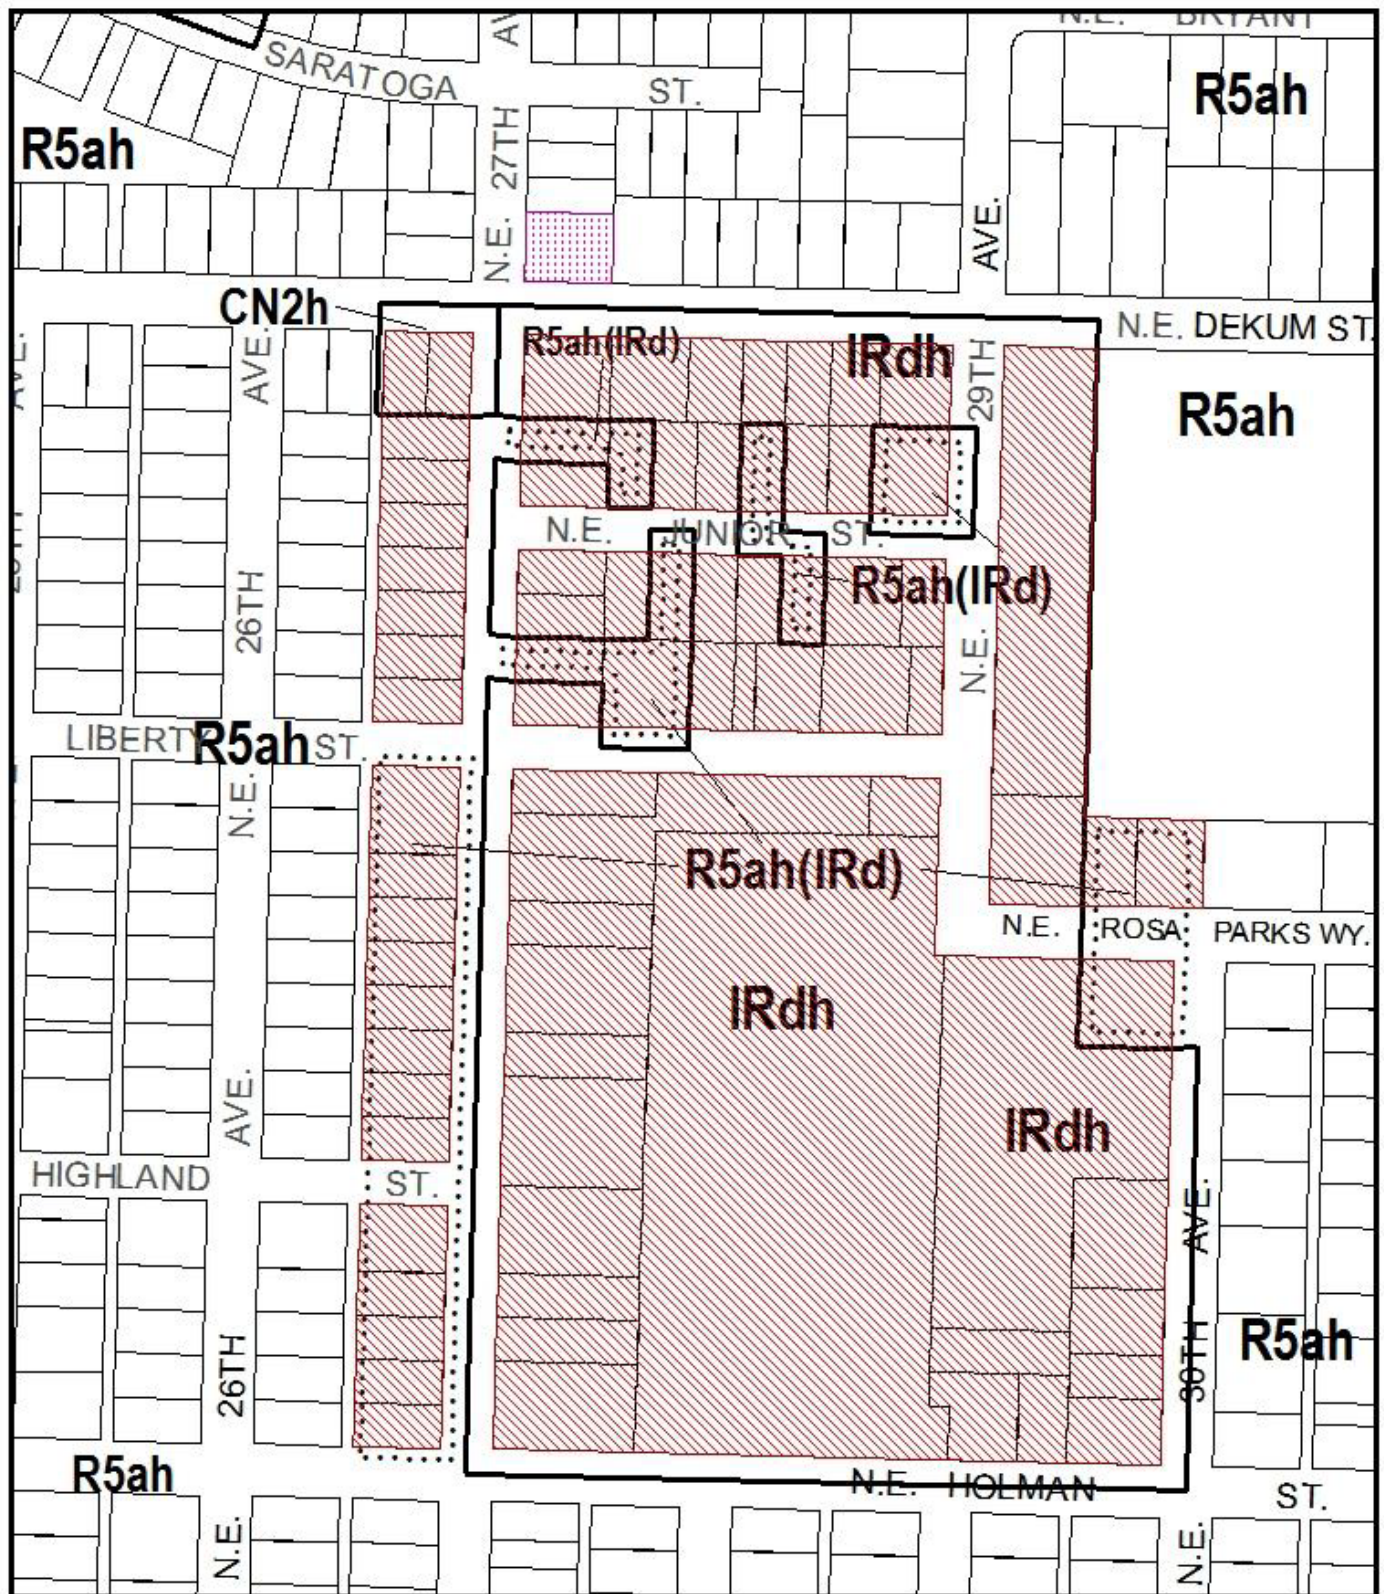 N.E. BRYANT
AVE.
SARATOGA ST.
R5ah
R5ah
N.E. 27TH
AVE.
CN2h
R5ah(IRd)
IRdh
N.E. DEKUM ST.
AVE.
29TH
R5ah
N.E. JUNIOR ST.
R5ah(IRd)
26TH
N.E.
LIBERTY ST.
R5ah
N.E.
R5ah(IRd)
N.E. ROSA PARKS WY.
IRdh
AVE.
IRdh
HIGHLAND ST.
AVE.
26TH
30TH
R5ah
R5ah
N.E. HOLMAN ST.
N.E.
N.E.